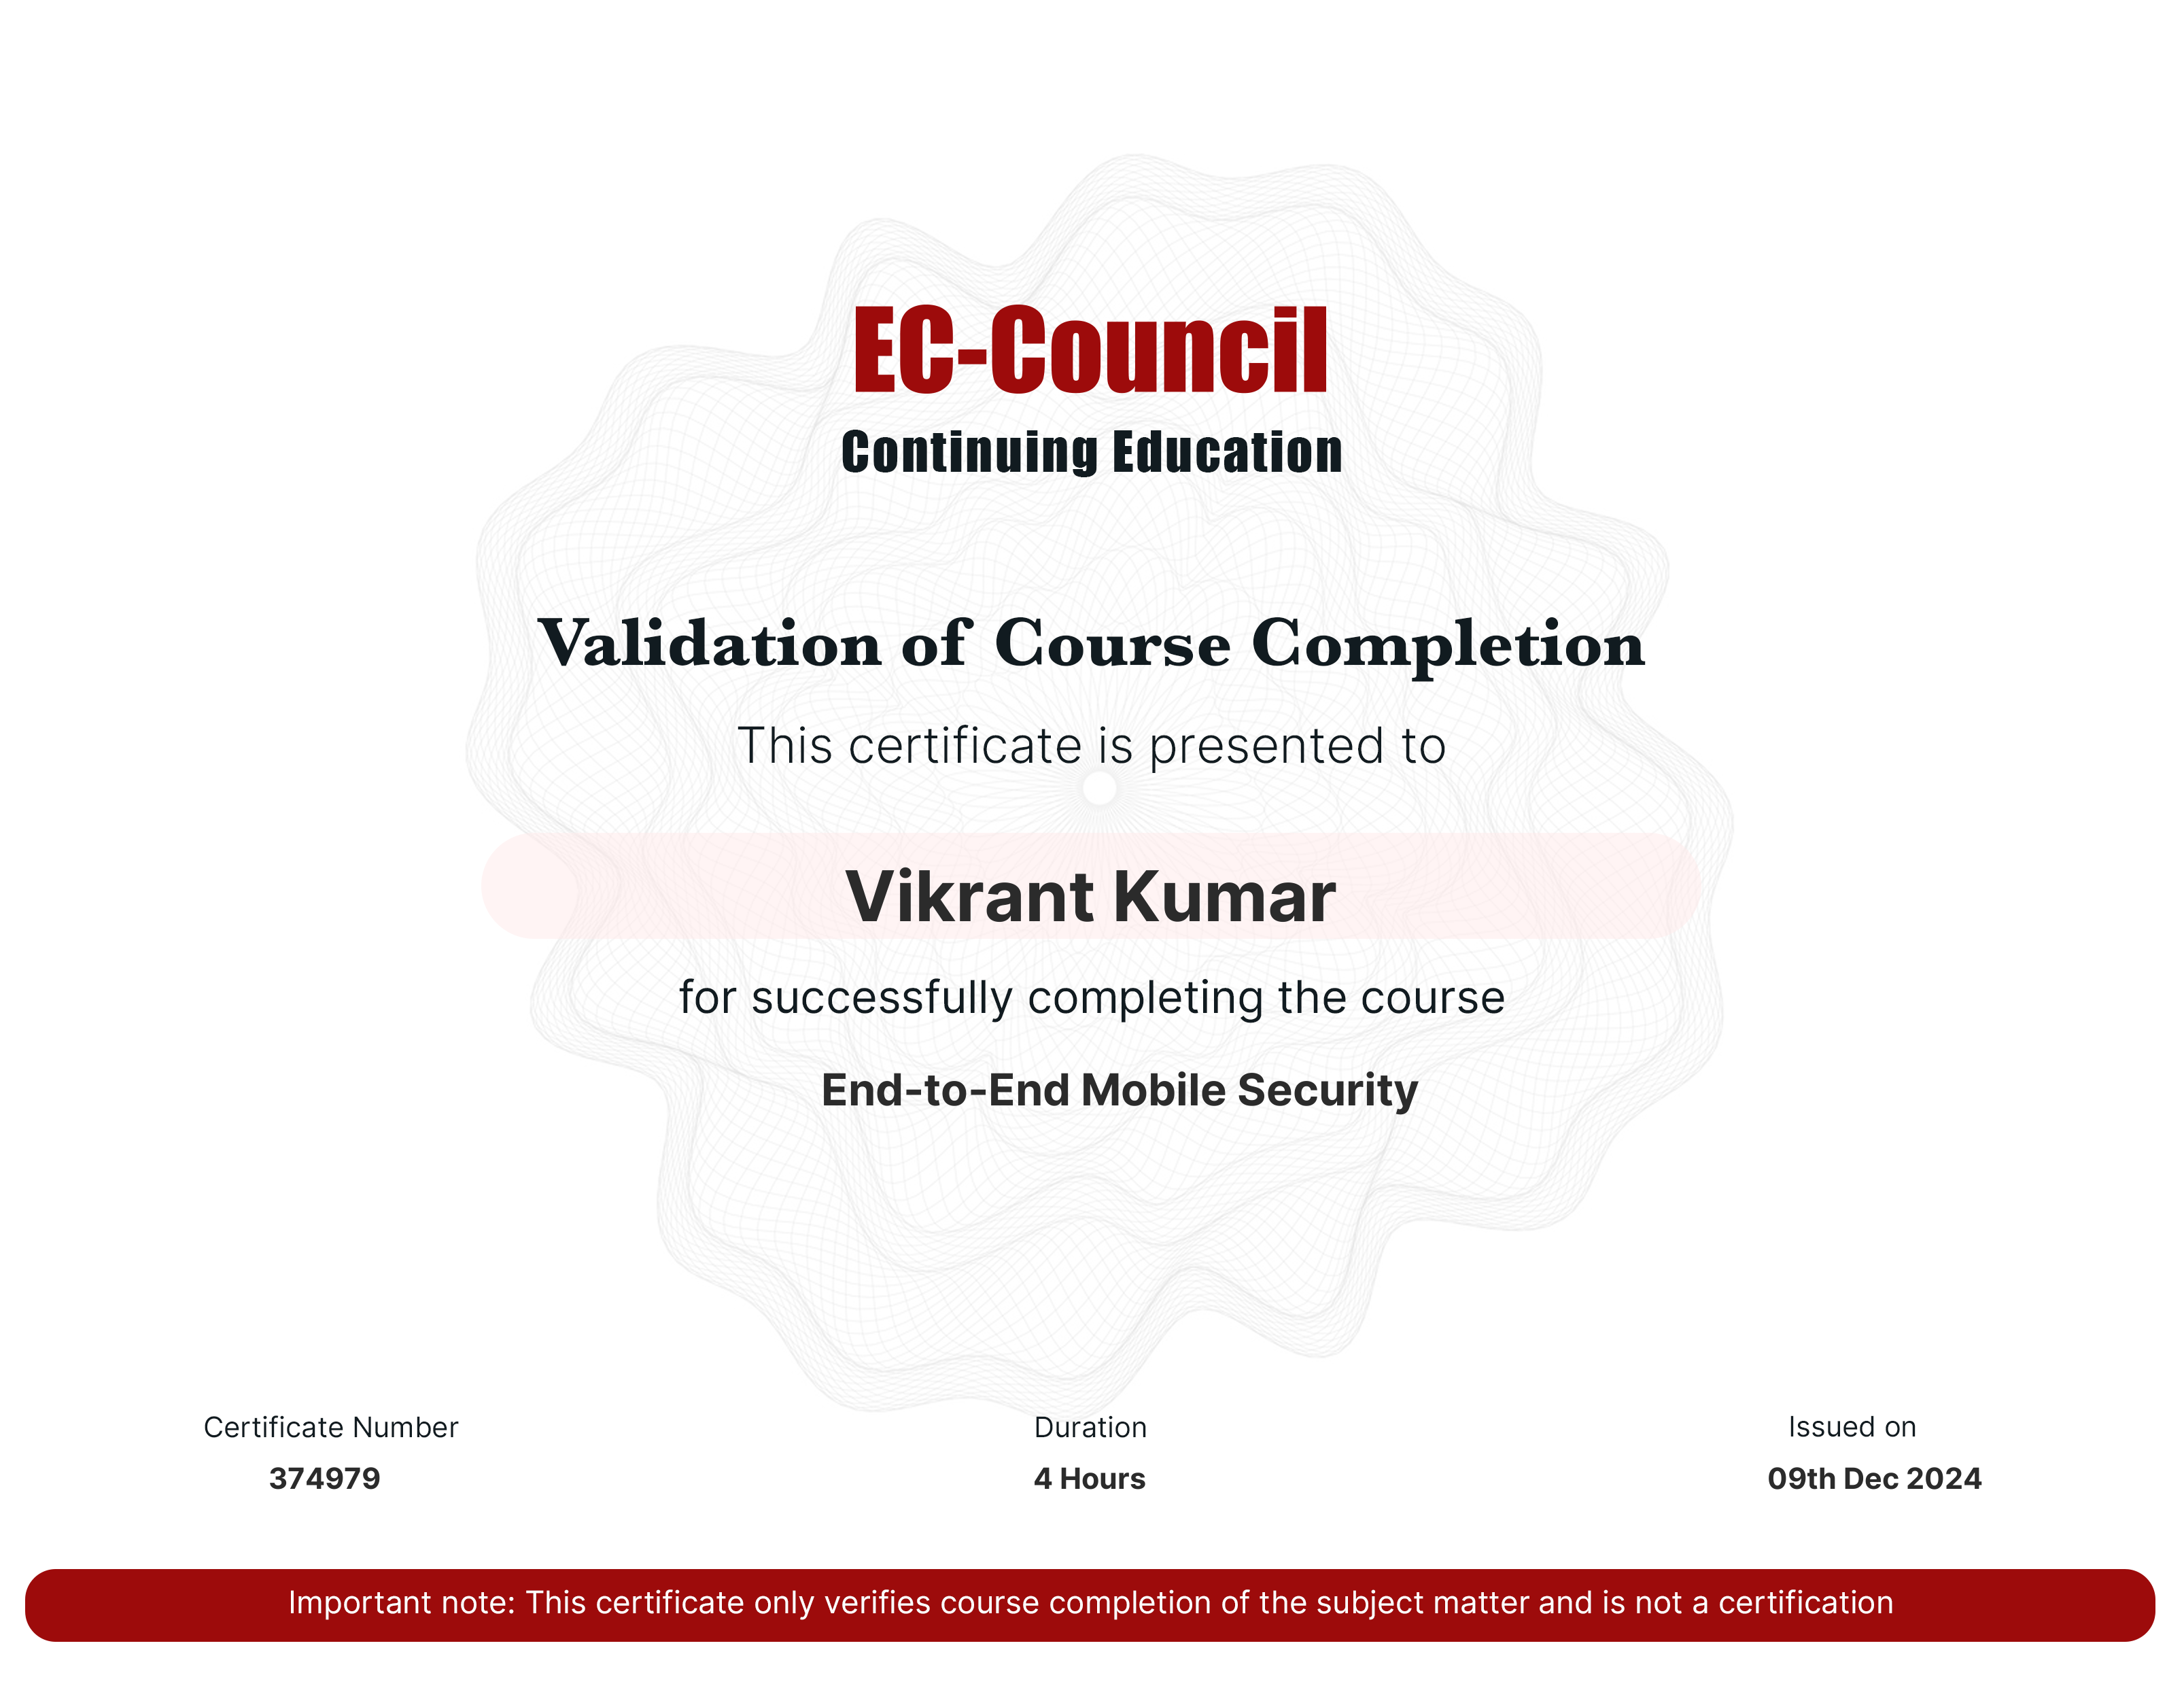 EC-Council
Continuing Education
Validation of Course Completion
This certificate is presented to
Vikrant Kumar
for successfully completing the course
End-to-End Mobile Security
Certificate Number
374979
Duration
4 Hours
Issued on
09th Dec 2024
Important note: This certificate only verifies course completion of the subject matter and is not a certification